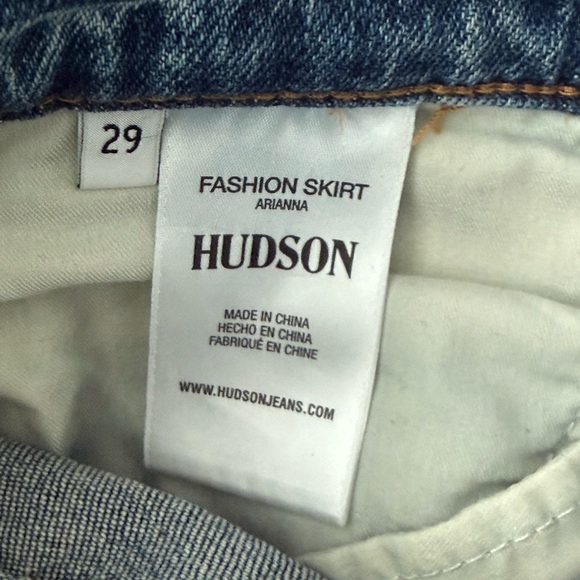 29
FASHION SKIRT
ARIANNA
HUDSON
MADE IN CHINA
HECHO EN CHINA
FABRIQUÉ EN CHINE
WWW.HUDSONJEANS.COM